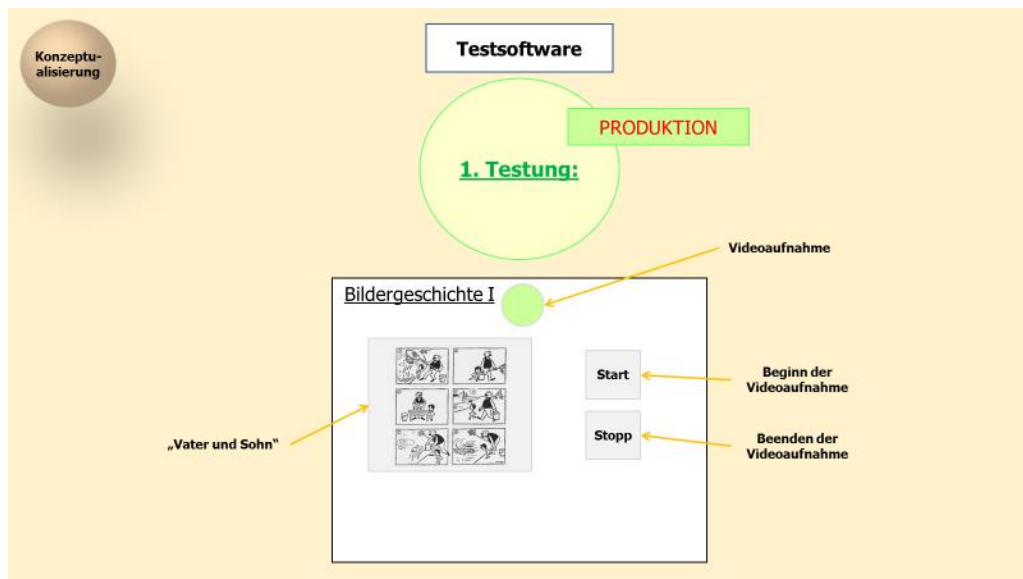 Konzeptu-
alisierung
Testsoftware
PRODUKTION
1. Testung:
Videoaufnahme
Bildergeschichte I
Start
Beginn der
Videoaufnahme
Stopp
Beenden der
Videoaufnahme
„Vater und Sohn“